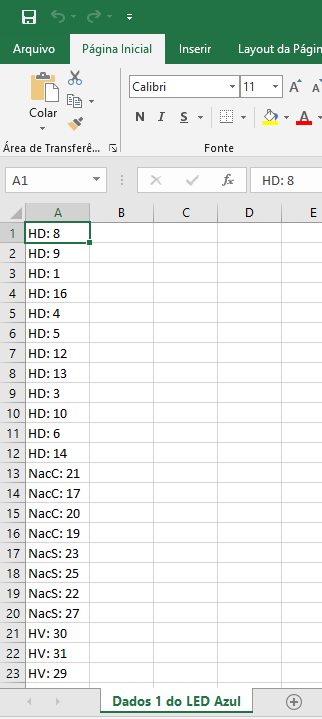 Arquivo Página Inicial Inserir Layout da Págin
Colar
Calibri 11 A A
N I S A
Área de Transferê... Fonte
A1 fx HD: 8
A B C D E
1 HD: 8
2 HD: 9
3 HD: 1
4 HD: 16
5 HD: 4
6 HD: 5
7 HD: 12
8 HD: 13
9 HD: 3
10 HD: 10
11 HD: 6
12 HD: 14
13 NacC: 21
14 NacC: 17
15 NacC: 20
16 NacC: 19
17 NacS: 23
18 NacS: 25
19 NacS: 22
20 NacS: 27
21 HV: 30
22 HV: 31
23 HV: 29
Dados 1 do LED Azul